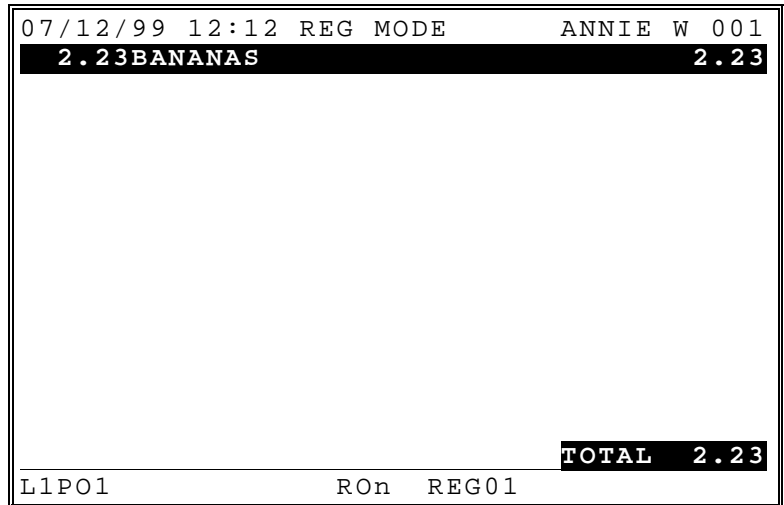 07/12/99 12:12 REG MODE ANNIE W 001
2.23BANANAS 2.23
TOTAL 2.23
L1PO1 ROn REG01